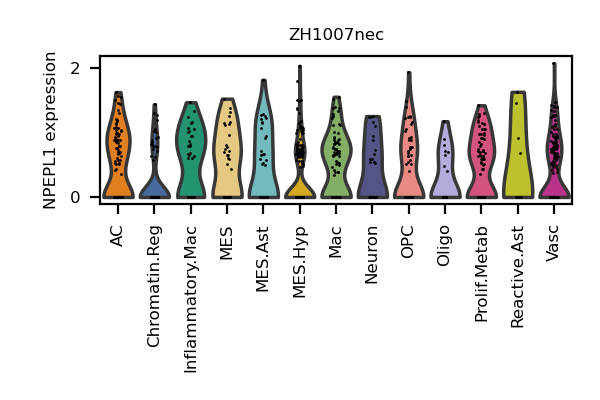 ZH1007nec
NPEPL1 expression
2
0
AC
Chromatin.Reg
Inflammatory.Mac
MES
MES.Ast
MES.Hyp
Mac
Neuron
OPC
Oligo
Prolif.Metab
Reactive.Ast
Vasc